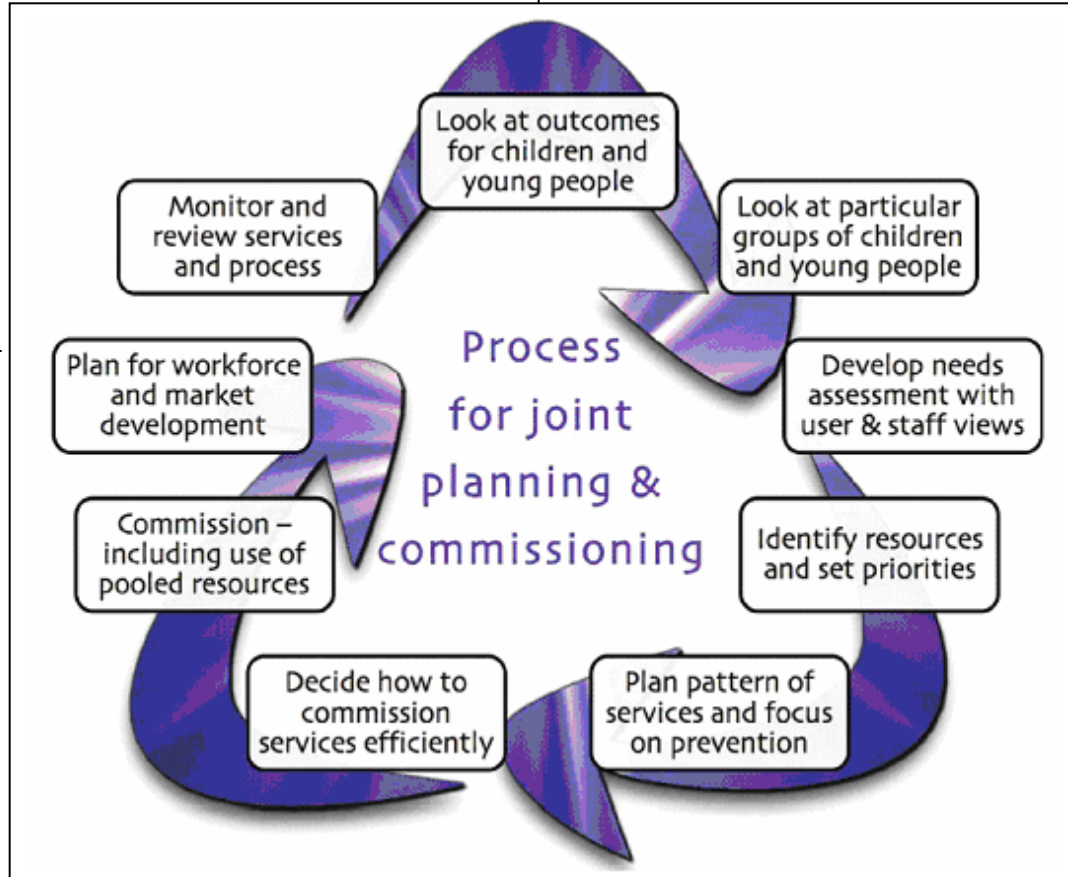 Look at outcomes
for children and
young people
Look at particular
groups of children
and young people
Develop needs
assessment with
user & staff views
Identify resources
and set priorities
Plan pattern of
services and focus
on prevention
Decide how to
commission
services efficiently
Commission –
including use of
pooled resources
Plan for workforce
and market
development
Monitor and
review services
and process
Process
for joint
planning &
commissioning